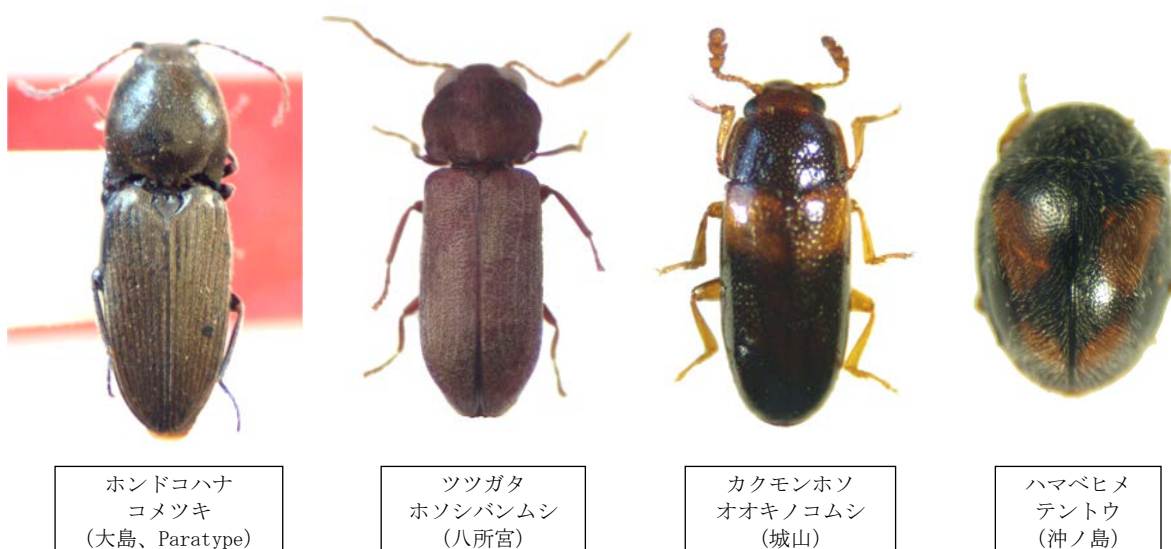 ホンドコハナ
コメツキ
（大島、Paratype）
ツツガタ
ホソシバンムシ
（八所宮）
カクモンホソ
オオキノコムシ
（城山）
ハマベヒメ
テントウ
（沖ノ島）